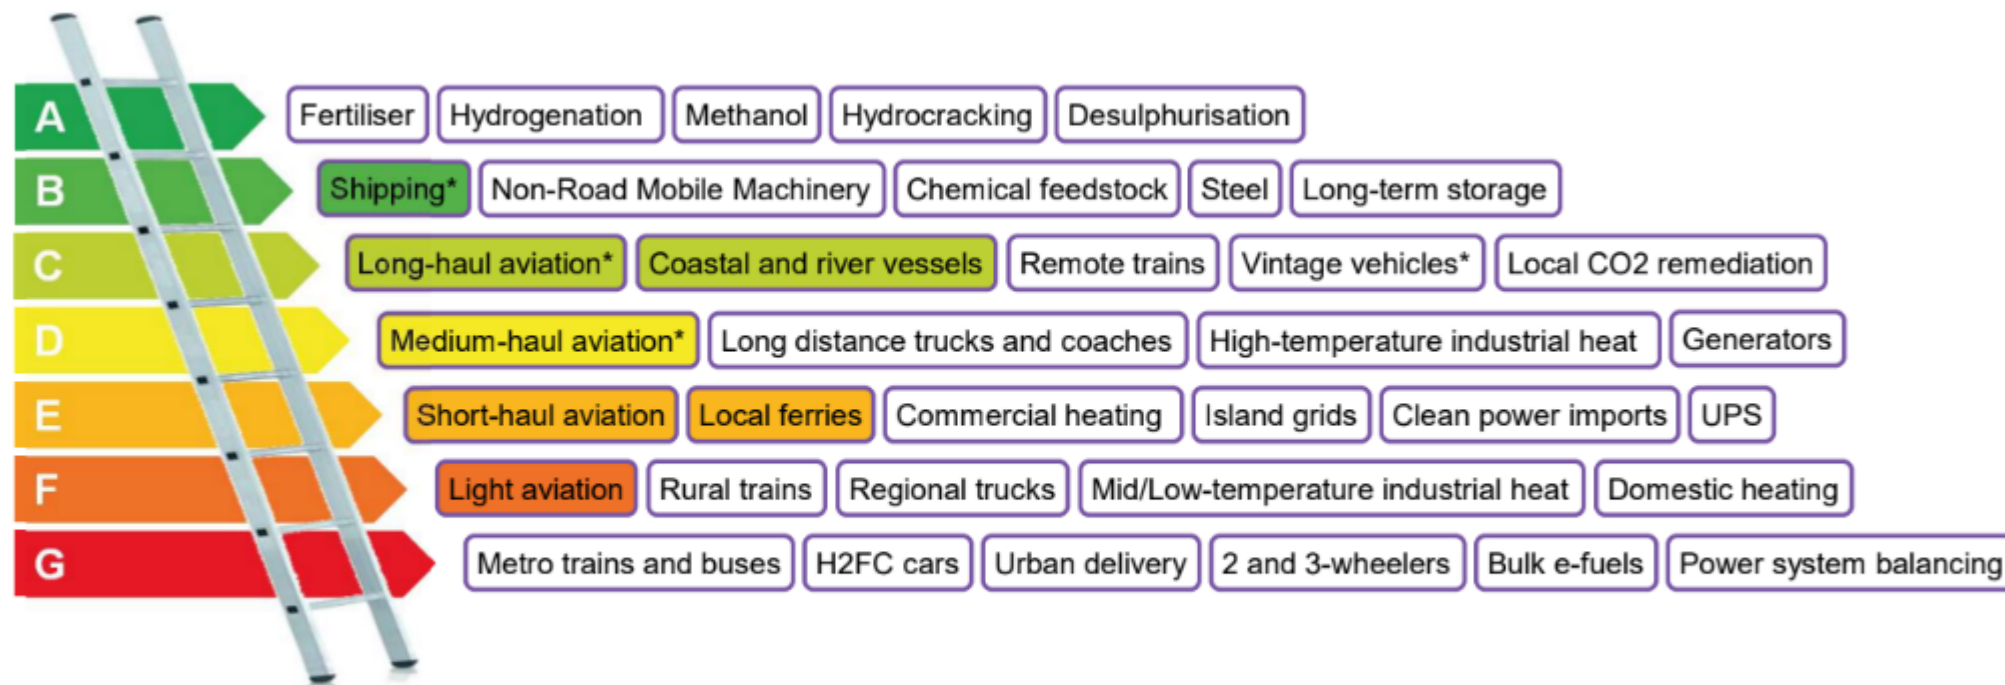 A Fertiliser Hydrogenation Methanol Hydrocracking Desulphurisation
B Shipping* Non-Road Mobile Machinery Chemical feedstock Steel Long-term storage
C Long-haul aviation* Coastal and river vessels Remote trains Vintage vehicles* Local CO2 remediation
D Medium-haul aviation* Long distance trucks and coaches High-temperature industrial heat Generators
E Short-haul aviation Local ferries Commercial heating Island grids Clean power imports UPS
F Light aviation Rural trains Regional trucks Mid/Low-temperature industrial heat Domestic heating
G Metro trains and buses H2FC cars Urban delivery 2 and 3-wheelers Bulk e-fuels Power system balancing